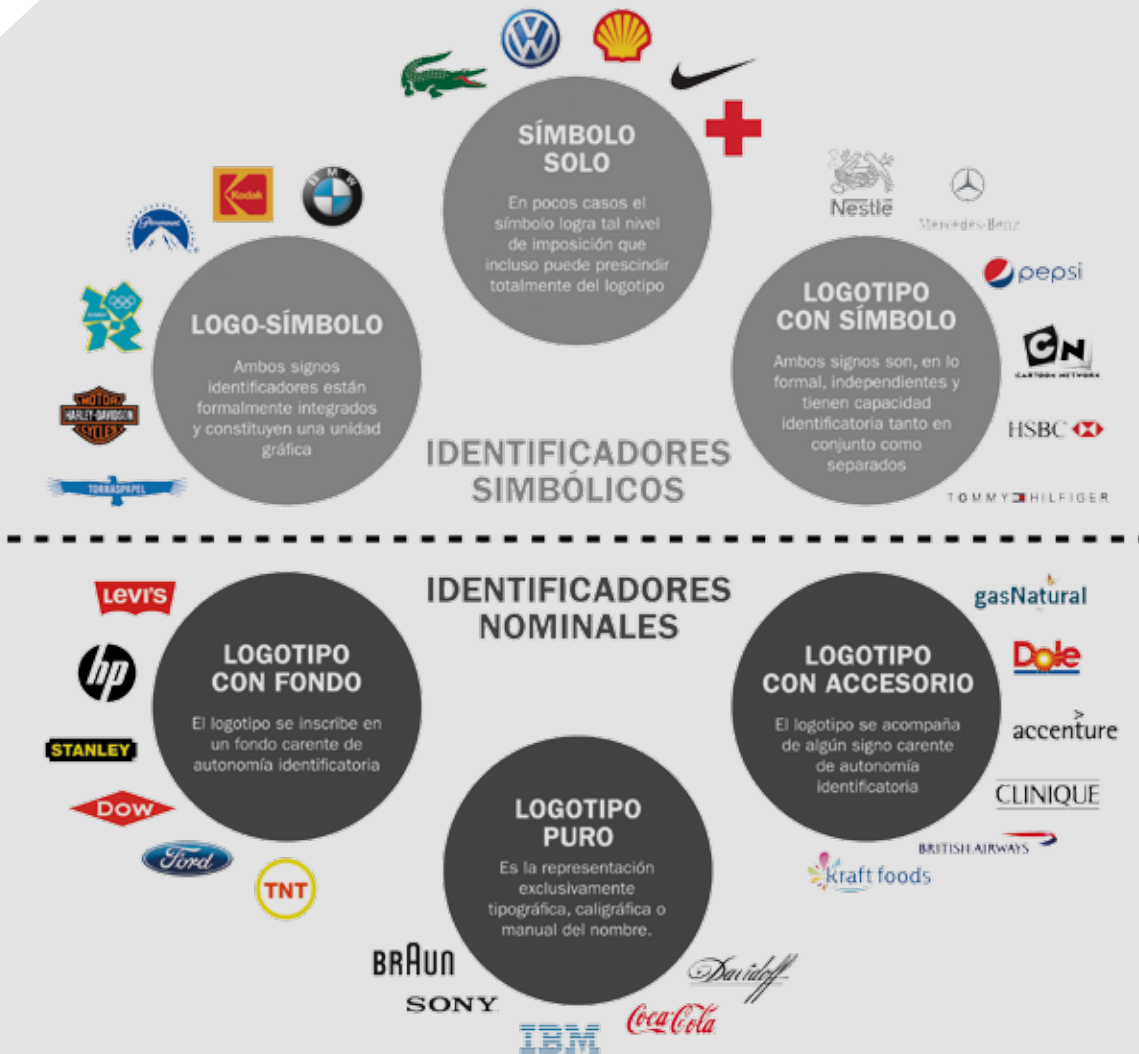 SÍMBOLO
SOLO
En pocos casos el
símbolo logra tal nivel
de imposición que
incluso puede prescindir
totalmente del logotipo
Kodak
BMW
Paramount
LOGO-SÍMBOLO
Ambos signos
identificadores están
formalmente integrados
y constituyen una unidad
gráfica
london
MOTOR
HARLEY-DAVIDSON
CYCLES
TORRASPAPEL
Nestlé
Mercedes-Benz
LOGOTIPO
CON SÍMBOLO
Ambos signos son, en lo
formal, independientes y
tienen capacidad
identificatoria tanto en
conjunto como
separados
pepsi
CN
CARTOON NETWORK
HSBC
TOMMY HILFIGER
IDENTIFICADORES
SIMBÓLICOS
IDENTIFICADORES
NOMINALES
LEVI'S
hp
STANLEY
DOW
Ford
TNT
LOGOTIPO
CON FONDO
El logotipo se inscribe en
un fondo carente de
autonomía identificatoria
LOGOTIPO
PURO
Es la representación
exclusivamente
tipográfica, caligráfica o
manual del nombre.
BRAUN
SONY
IBM
Coca-Cola
Davidoff
LOGOTIPO
CON ACCESORIO
El logotipo se acompaña
de algún signo carente
de autonomía
identificatoria
gasNatural
Dole
accenture
CLINIQUE
BRITISH AIRWAYS
kraft foods